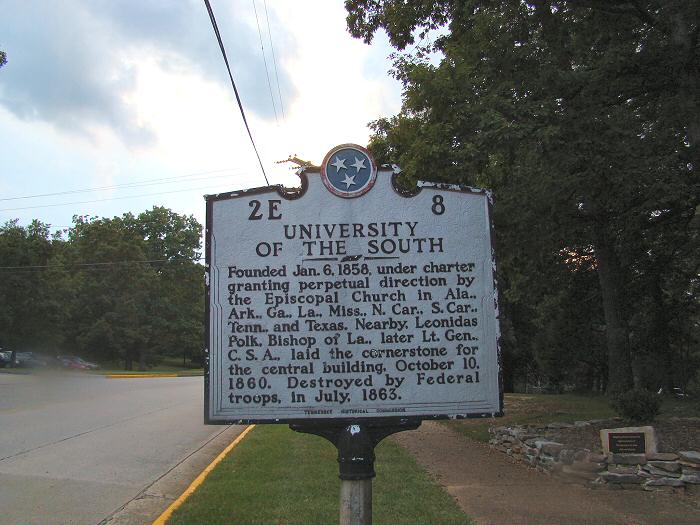 2E 8
UNIVERSITY
OF THE SOUTH
Founded Jan. 6, 1858, under charter
granting perpetual direction by
the Episcopal Church in Ala.,
Ark., Ga., La., Miss., N. Car., S. Car.,
Tenn., and Texas. Nearby, Leonidas
Polk, Bishop of La., later Lt. Gen.,
C. S. A., laid the cornerstone for
the central building, October 10,
1860. Destroyed by Federal
troops, in July, 1863.
TENNESSEE HISTORICAL COMMISSION